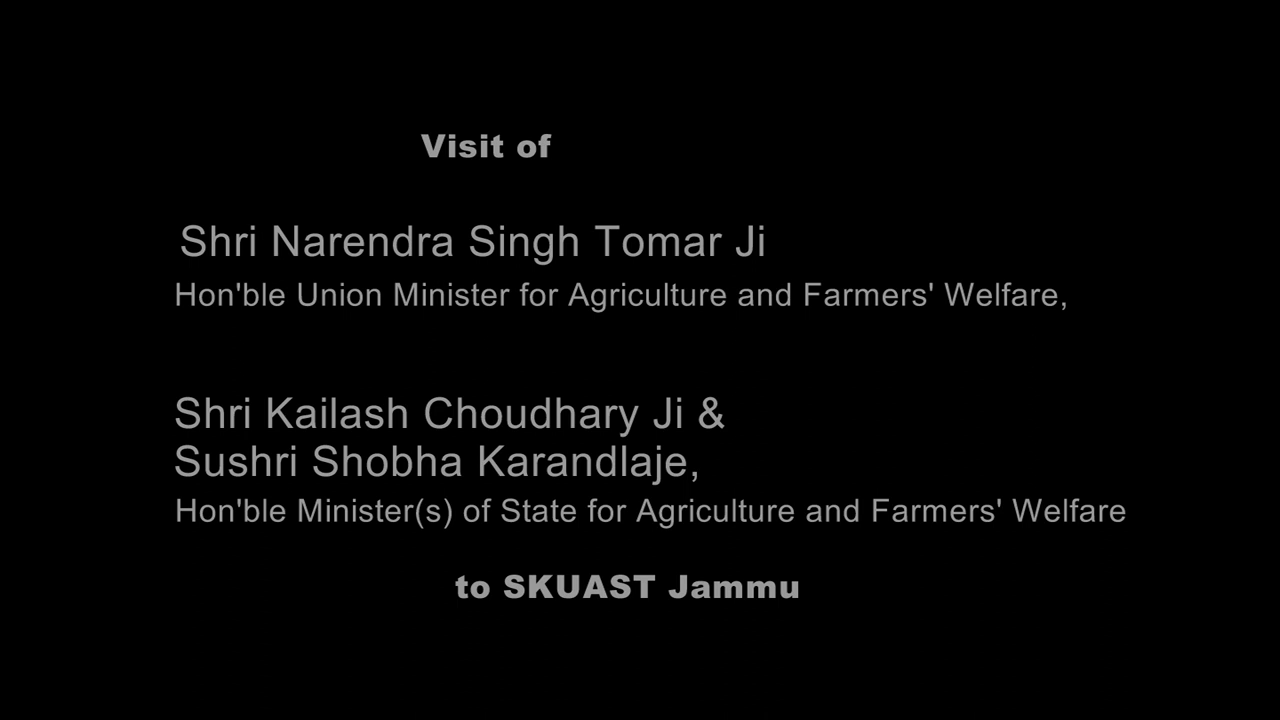 Visit of
Shri Narendra Singh Tomar Ji
Hon'ble Union Minister for Agriculture and Farmers' Welfare,
Shri Kailash Choudhary Ji &
Sushri Shobha Karandlaje,
Hon'ble Minister(s) of State for Agriculture and Farmers' Welfare
to SKUAST Jammu